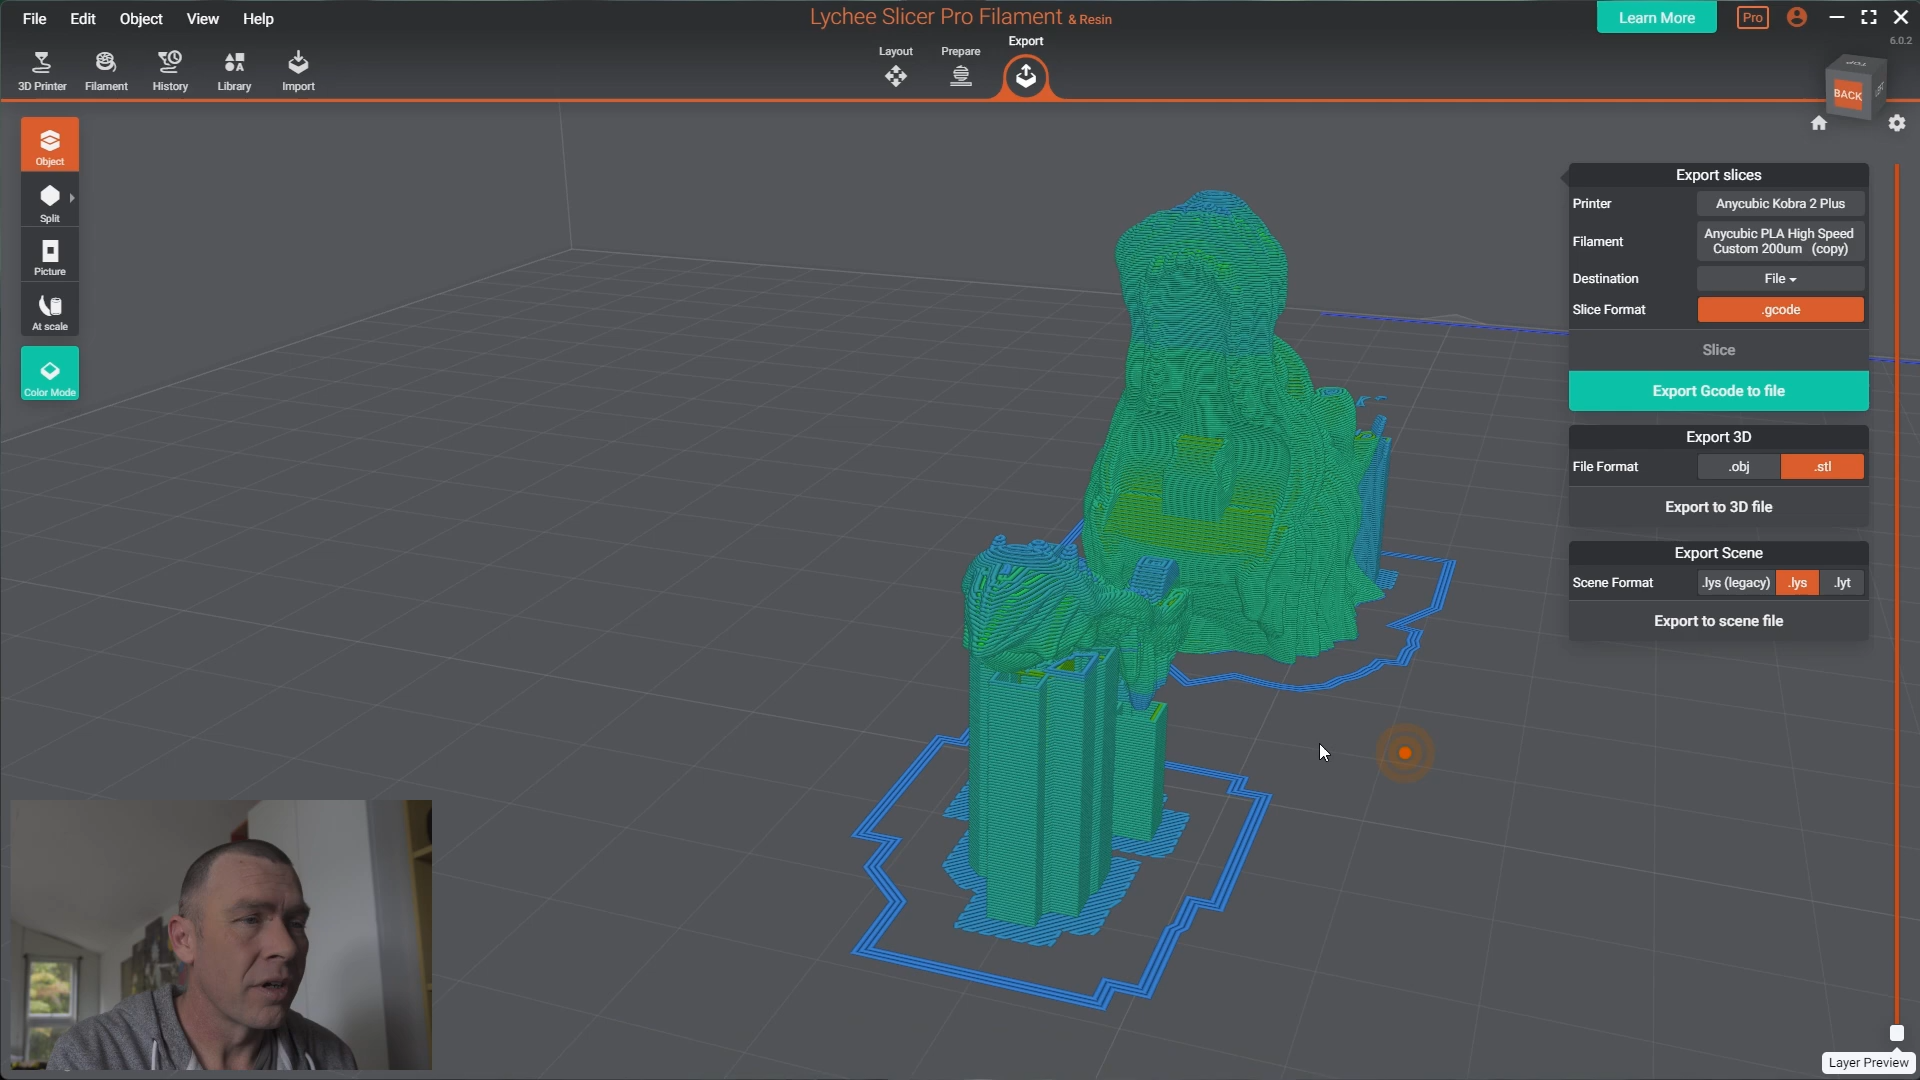 File Edit Object View Help
Lychee Slicer Pro Filament & Resin
Learn More
Pro
6.0.2
3D Printer
Filament
History
Library
Import
Layout
Prepare
Export
TOP
BACK
Object
Split
Picture
At scale
Color Mode
Export slices
Printer
Anycubic Kobra 2 Plus
Filament
Anycubic PLA High Speed
Custom 200um (copy)
Destination
File
Slice Format
.gcode
Slice
Export Gcode to file
Export 3D
File Format
.obj
.stl
Export to 3D file
Export Scene
Scene Format
.lys (legacy)
.lys
.lyt
Export to scene file
Layer Preview